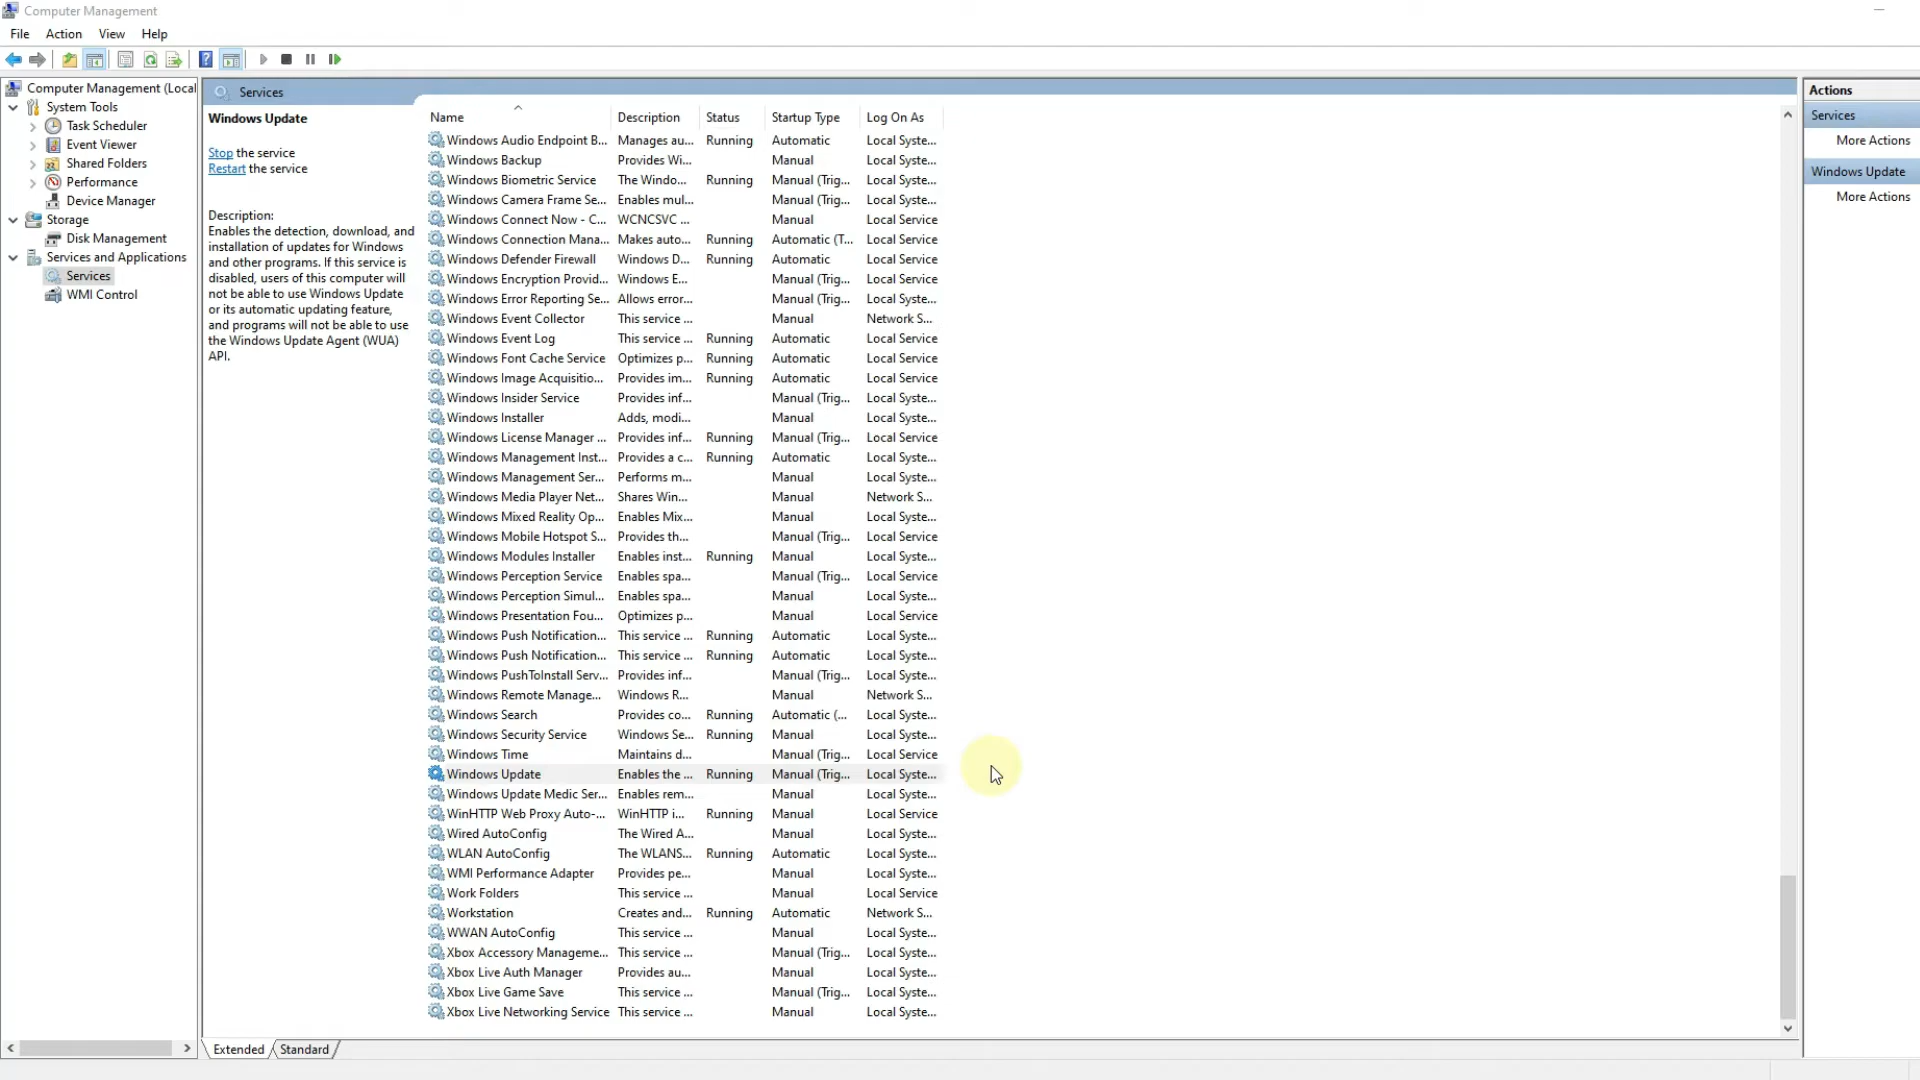 Computer Management
File Action View Help
Computer Management (Local
System Tools
Task Scheduler
Event Viewer
Shared Folders
Performance
Device Manager
Storage
Disk Management
Services and Applications
Services
WMI Control
Services
Windows Update
Stop the service
Restart the service
Description:
Enables the detection, download, and
installation of updates for Windows
and other programs. If this service is
disabled, users of this computer will
not be able to use Windows Update
or its automatic updating feature,
and programs will not be able to use
the Windows Update Agent (WUA)
API.
Name Description Status Startup Type Log On As
Windows Audio Endpoint B... Manages au... Running Automatic Local Syste...
Windows Backup Provides Wi... Manual Local Syste...
Windows Biometric Service The Windo... Running Manual (Trig... Local Syste...
Windows Camera Frame Se... Enables mul... Manual (Trig... Local Syste...
Windows Connect Now - C... WCNCSVC ... Manual Local Service
Windows Connection Mana... Makes auto... Running Automatic (T... Local Service
Windows Defender Firewall Windows D... Running Automatic Local Service
Windows Encryption Provid... Windows E... Manual (Trig... Local Service
Windows Error Reporting Se... Allows error... Manual (Trig... Local Syste...
Windows Event Collector This service ... Manual Network S...
Windows Event Log This service ... Running Automatic Local Service
Windows Font Cache Service Optimizes p... Running Automatic Local Service
Windows Image Acquisitio... Provides im... Running Automatic Local Service
Windows Insider Service Provides inf... Manual (Trig... Local Syste...
Windows Installer Adds, modi... Manual Local Syste...
Windows License Manager ... Provides inf... Running Manual (Trig... Local Service
Windows Management Inst... Provides a c... Running Automatic Local Syste...
Windows Management Ser... Performs m... Manual Local Syste...
Windows Media Player Net... Shares Win... Manual Network S...
Windows Mixed Reality Op... Enables Mix... Manual Local Syste...
Windows Mobile Hotspot S... Provides th... Manual (Trig... Local Service
Windows Modules Installer Enables inst... Running Manual Local Syste...
Windows Perception Service Enables spa... Manual (Trig... Local Service
Windows Perception Simul... Enables spa... Manual Local Syste...
Windows Presentation Fou... Optimizes p... Manual Local Service
Windows Push Notification... This service ... Running Automatic Local Syste...
Windows Push Notification... This service ... Running Automatic Local Syste...
Windows PushToInstall Serv... Provides inf... Manual (Trig... Local Syste...
Windows Remote Manage... Windows R... Manual Network S...
Windows Search Provides co... Running Automatic (... Local Syste...
Windows Security Service Windows Se... Running Manual Local Syste...
Windows Time Maintains d... Manual (Trig... Local Service
Windows Update Enables the ... Running Manual (Trig... Local Syste...
Windows Update Medic Ser... Enables rem... Manual Local Syste...
WinHTTP Web Proxy Auto-... WinHTTP i... Running Manual Local Service
Wired AutoConfig The Wired A... Manual Local Syste...
WLAN AutoConfig The WLANS... Running Automatic Local Syste...
WMI Performance Adapter Provides pe... Manual Local Syste...
Work Folders This service ... Manual Local Service
Workstation Creates and... Running Automatic Network S...
WWAN AutoConfig This service ... Manual Local Syste...
Xbox Accessory Manageme... This service ... Manual (Trig... Local Syste...
Xbox Live Auth Manager Provides au... Manual Local Syste...
Xbox Live Game Save This service ... Manual (Trig... Local Syste...
Xbox Live Networking Service This service ... Manual Local Syste...
Extended Standard
Actions
Services
More Actions
Windows Update
More Actions